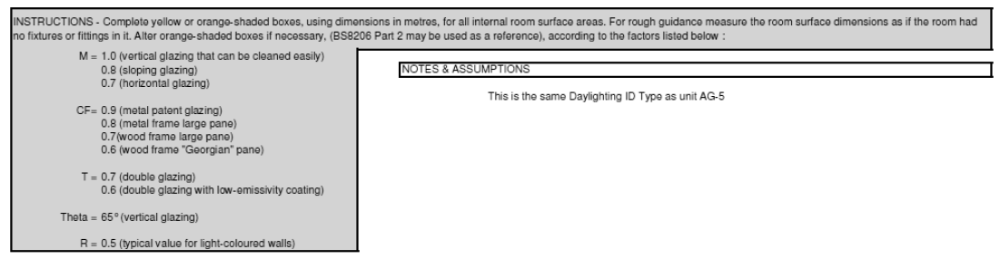 INSTRUCTIONS - Complete yellow or orange-shaded boxes, using dimensions in metres, for all internal room surface areas. For rough guidance measure the room surface dimensions as if the room had
no fixtures or fittings in it. Alter orange-shaded boxes if necessary, (BS8206 Part 2 may be used as a reference), according to the factors listed below :
M = 1.0 (vertical glazing that can be cleaned easily)
0.8 (sloping glazing)
0.7 (horizontal glazing)
CF= 0.9 (metal patent glazing)
0.8 (metal frame large pane)
0.7(wood frame large pane)
0.6 (wood frame "Georgian" pane)
T = 0.7 (double glazing)
0.6 (double glazing with low-emissivity coating)
Theta = 65° (vertical glazing)
R = 0.5 (typical value for light-coloured walls)
NOTES & ASSUMPTIONS
This is the same Daylighting ID Type as unit AG-5